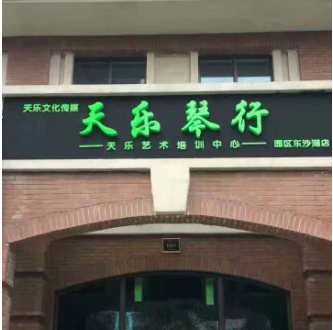 天乐文化传媒
天乐琴行
天乐艺术培训中心
园区东沙湖店